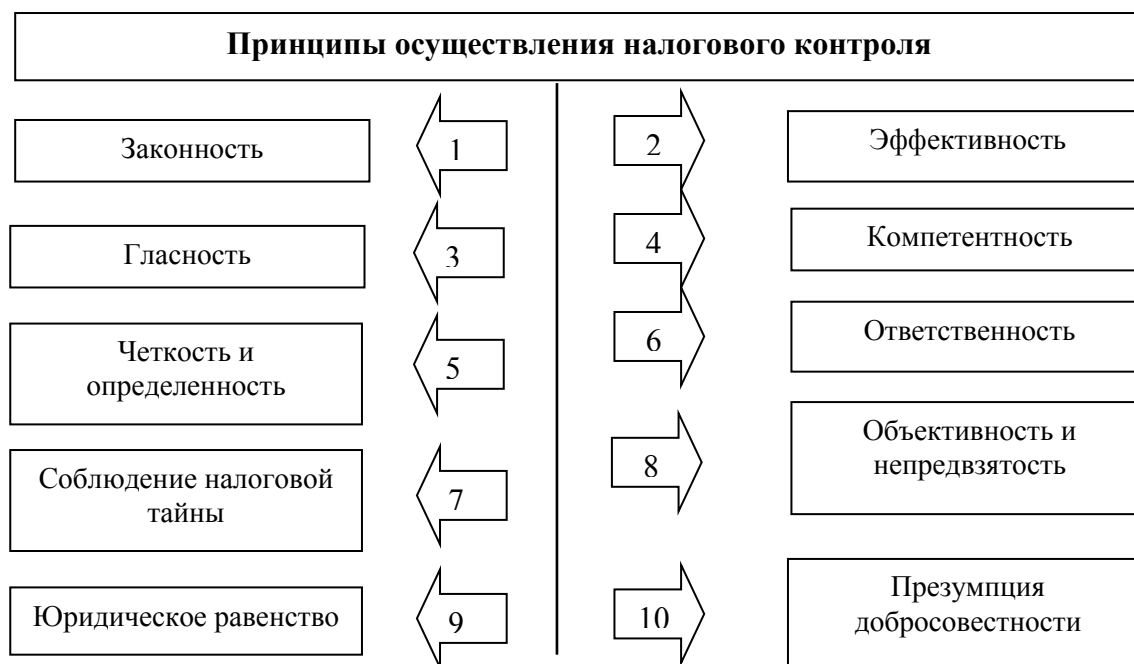 Принципы осуществления налогового контроля
Законность
1
2
Эффективность
Гласность
3
4
Компетентность
Четкость и
определенность
5
6
Ответственность
Соблюдение налоговой
тайны
7
8
Объективность и
непредвзятость
Юридическое равенство
9
10
Презумпция
добросовестности